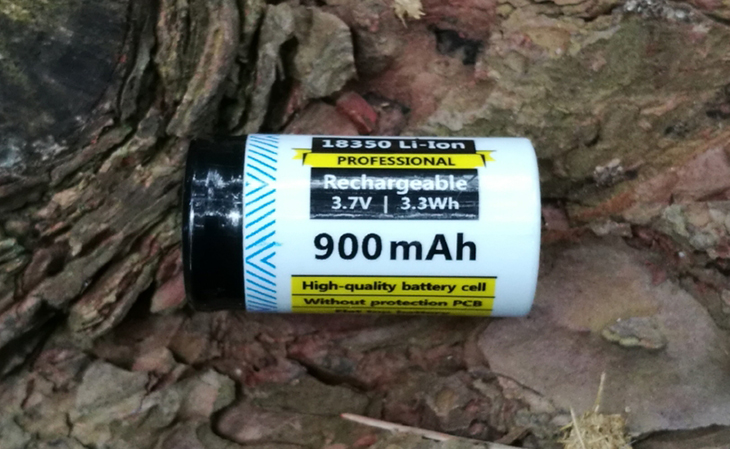 18350 Li-Ion
PROFESSIONAL
Rechargeable
3.7V | 3.3Wh
900mAh
High-quality battery cell
Without protection PCB